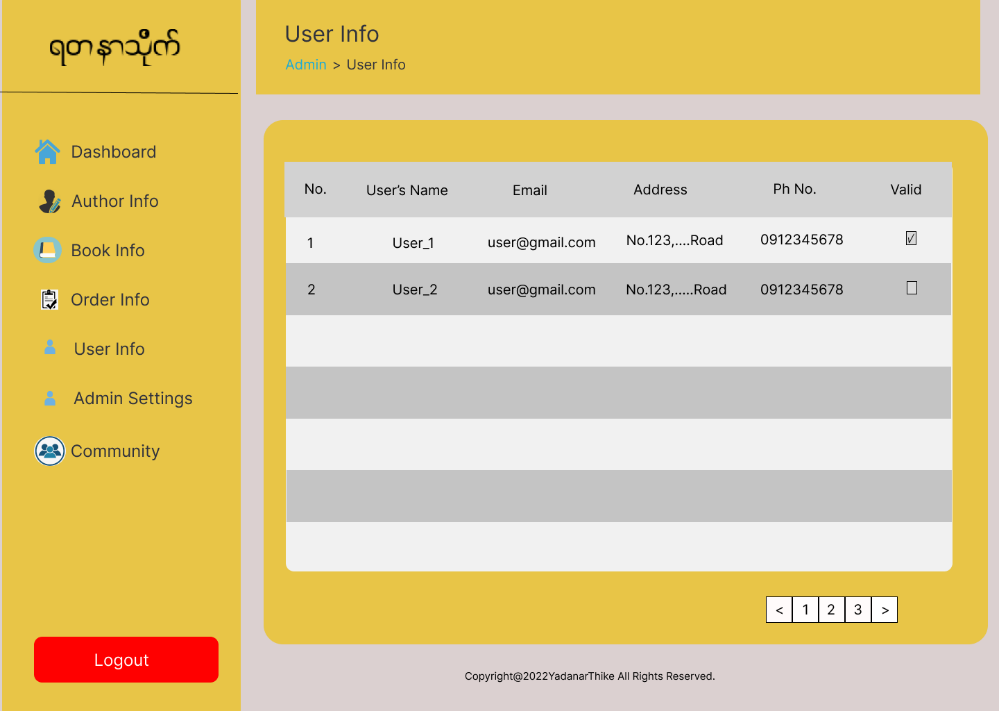 ရတနာသိုက်
Dashboard
Author Info
Book Info
Order Info
User Info
Admin Settings
Community
Logout
User Info
Admin > User Info
No. User's Name Email Address Ph No. Valid
1 User_1 user@gmail.com No.123,....Road 0912345678 ☑
2 User_2 user@gmail.com No.123,.....Road 0912345678 ☐
< 1 2 3 >
Copyright@2022YadanarThike All Rights Reserved.